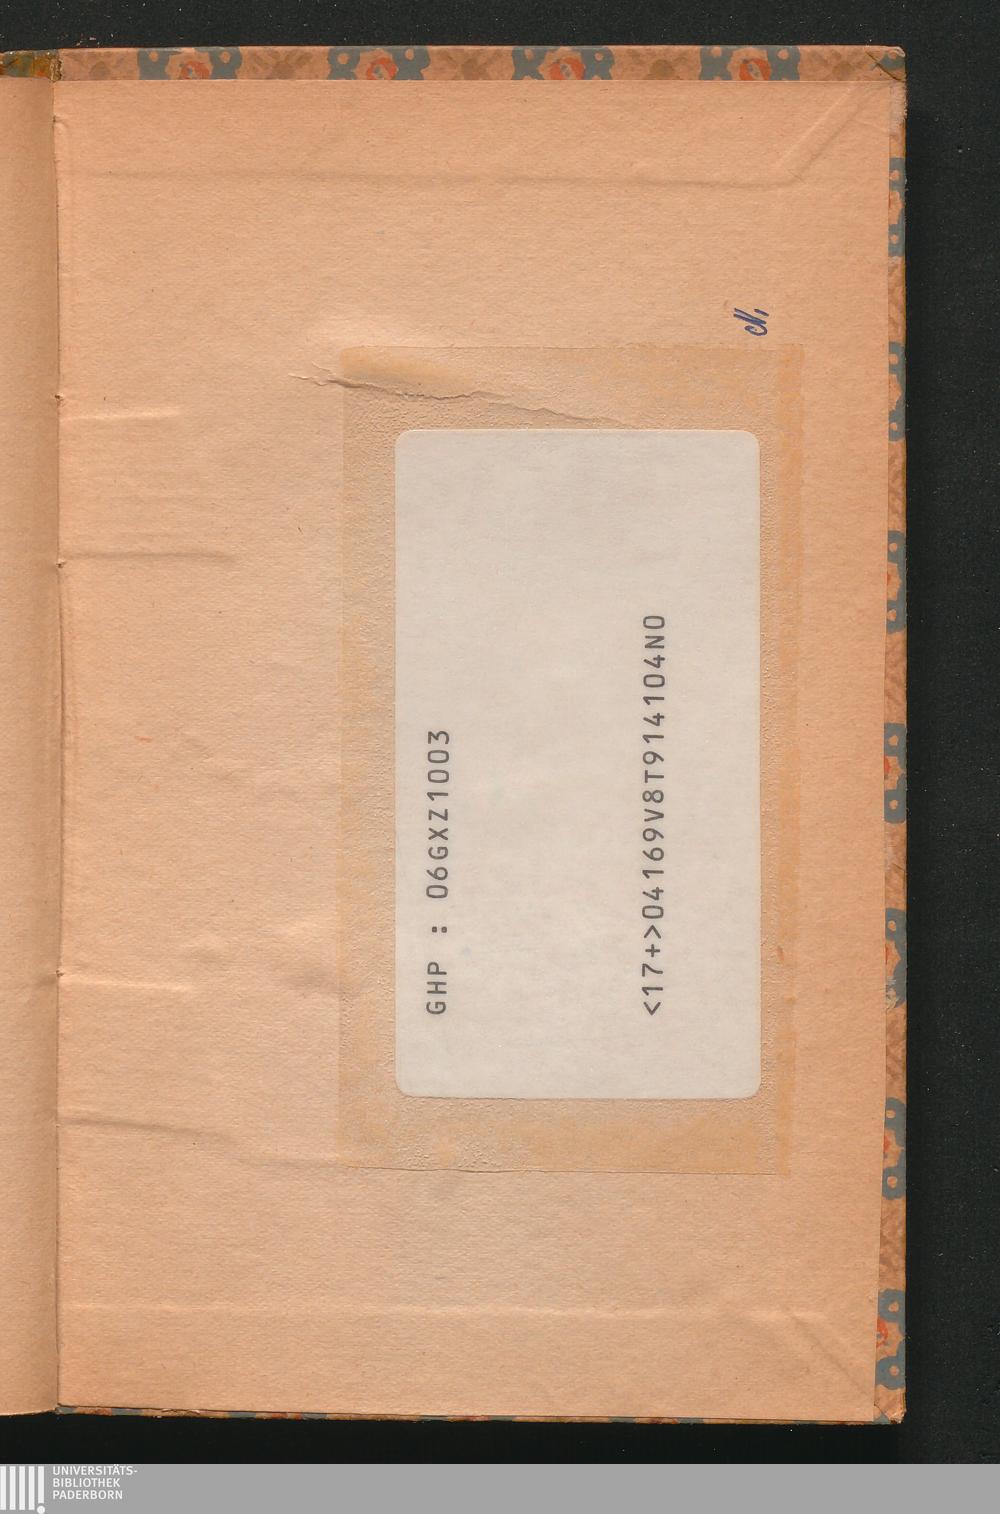 GHP : 06GXZ1003
<17+>04169V8T914104N0
UNIVERSITÄTS-
BIBLIOTHEK
PADERBORN